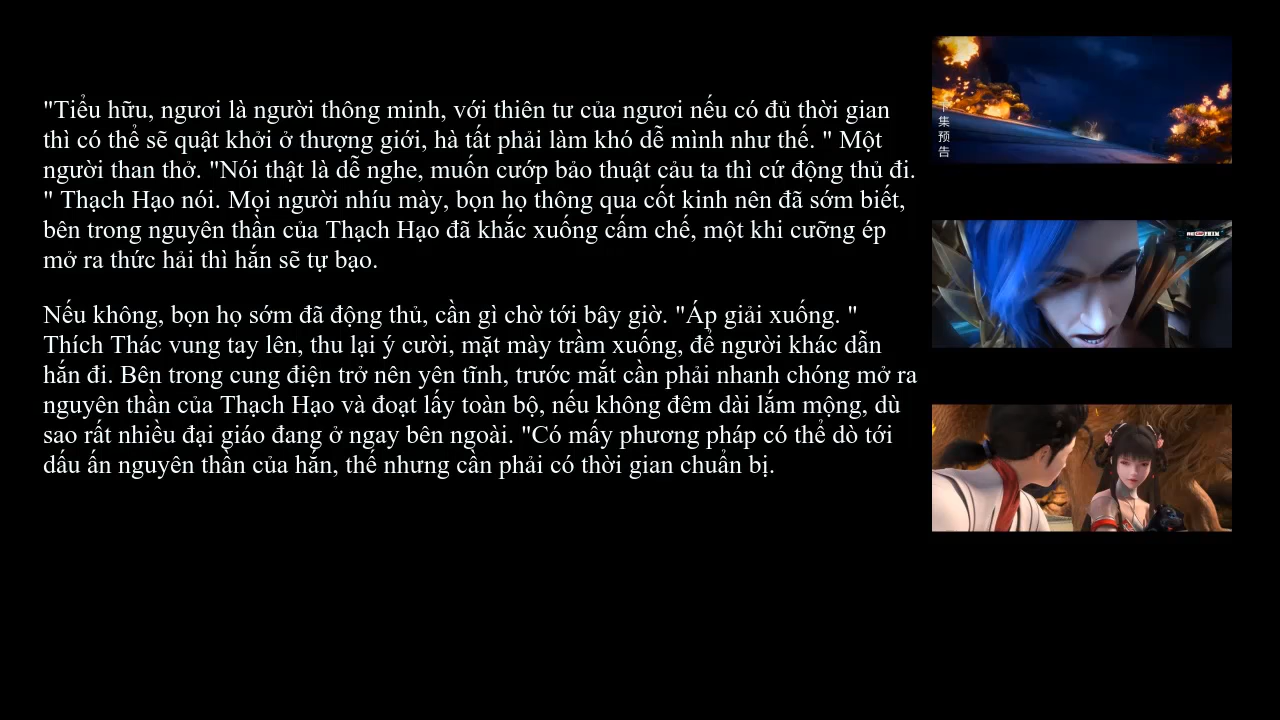 "Tiểu hữu, ngươi là người thông minh, với thiên tư của ngươi nếu có đủ thời gian
thì có thể sẽ quật khởi ở thượng giới, hà tất phải làm khó dễ mình như thế. " Một
người than thở. "Nói thật là dễ nghe, muốn cướp bảo thuật cảu ta thì cứ động thủ đi.
" Thạch Hạo nói. Mọi người nhíu mày, bọn họ thông qua cốt kinh nên đã sớm biết,
bên trong nguyên thần của Thạch Hạo đã khắc xuống cấm chế, một khi cưỡng ép
mở ra thức hải thì hắn sẽ tự bạo.
Nếu không, bọn họ sớm đã động thủ, cần gì chờ tới bây giờ. "Áp giải xuống. "
Thích Thác vung tay lên, thu lại ý cười, mặt mày trầm xuống, để người khác dẫn
hắn đi. Bên trong cung điện trở nên yên tĩnh, trước mắt cần phải nhanh chóng mở ra
nguyên thần của Thạch Hạo và đoạt lấy toàn bộ, nếu không đêm dài lắm mộng, dù
sao rất nhiều đại giáo đang ở ngay bên ngoài. "Có mấy phương pháp có thể dò tới
dấu ấn nguyên thần của hắn, thế nhưng cần phải có thời gian chuẩn bị.
下集预告